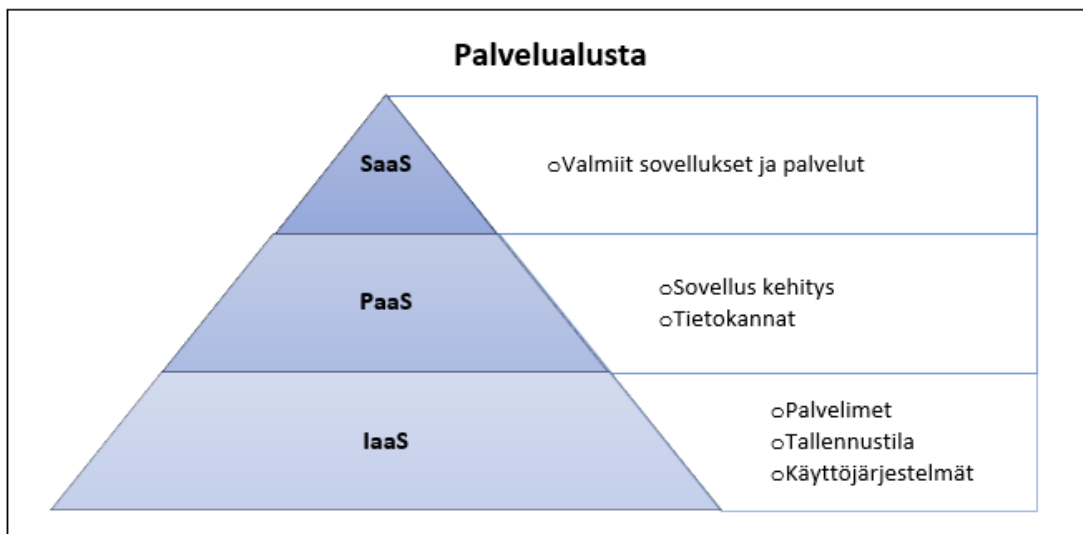 Palvelualusta
SaaS
oValmiit sovellukset ja palvelut
PaaS
oSovellus kehitys
oTietokannat
IaaS
oPalvelimet
oTallennustila
oKäyttöjärjestelmät